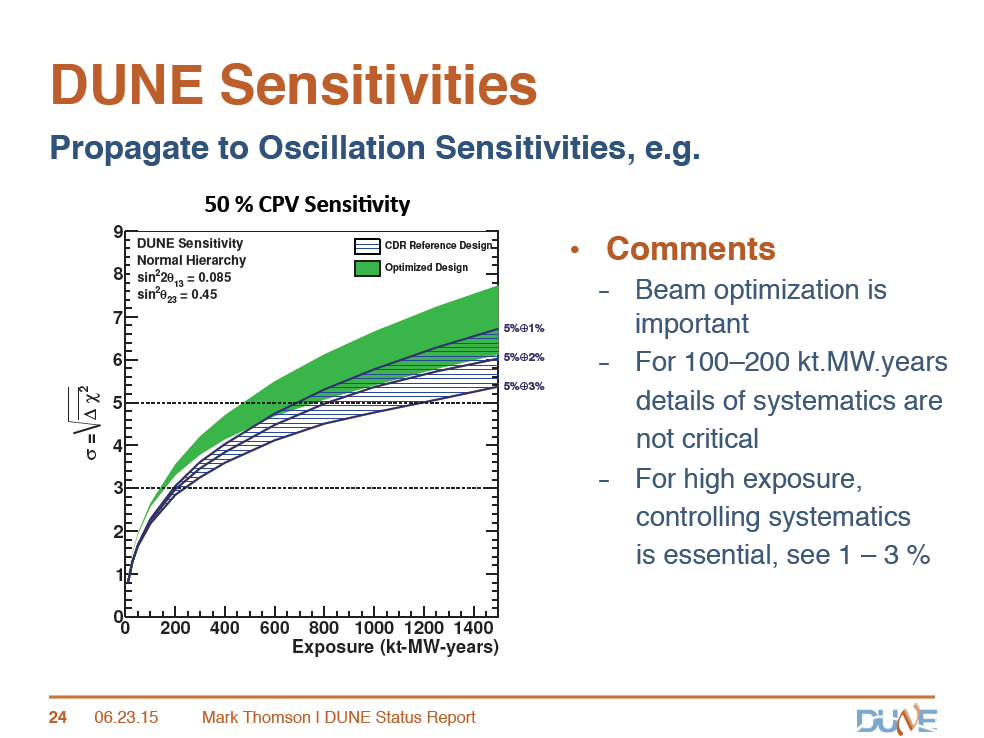 DUNE Sensitivities
Propagate to Oscillation Sensitivities, e.g.
50 % CPV Sensitivity
DUNE Sensitivity
Normal Hierarchy
sin²2θ₁₃ = 0.085
sin²θ₂₃ = 0.45
CDR Reference Design
Optimized Design
9
8
7
6
5
4
3
2
1
0
σ = √Δχ²
5%⊕1%
5%⊕2%
5%⊕3%
0 200 400 600 800 1000 1200 1400
Exposure (kt-MW-years)
• Comments
– Beam optimization is
important
– For 100–200 kt.MW.years
details of systematics are
not critical
– For high exposure,
controlling systematics
is essential, see 1 – 3 %
24 06.23.15 Mark Thomson I DUNE Status Report
DUNE